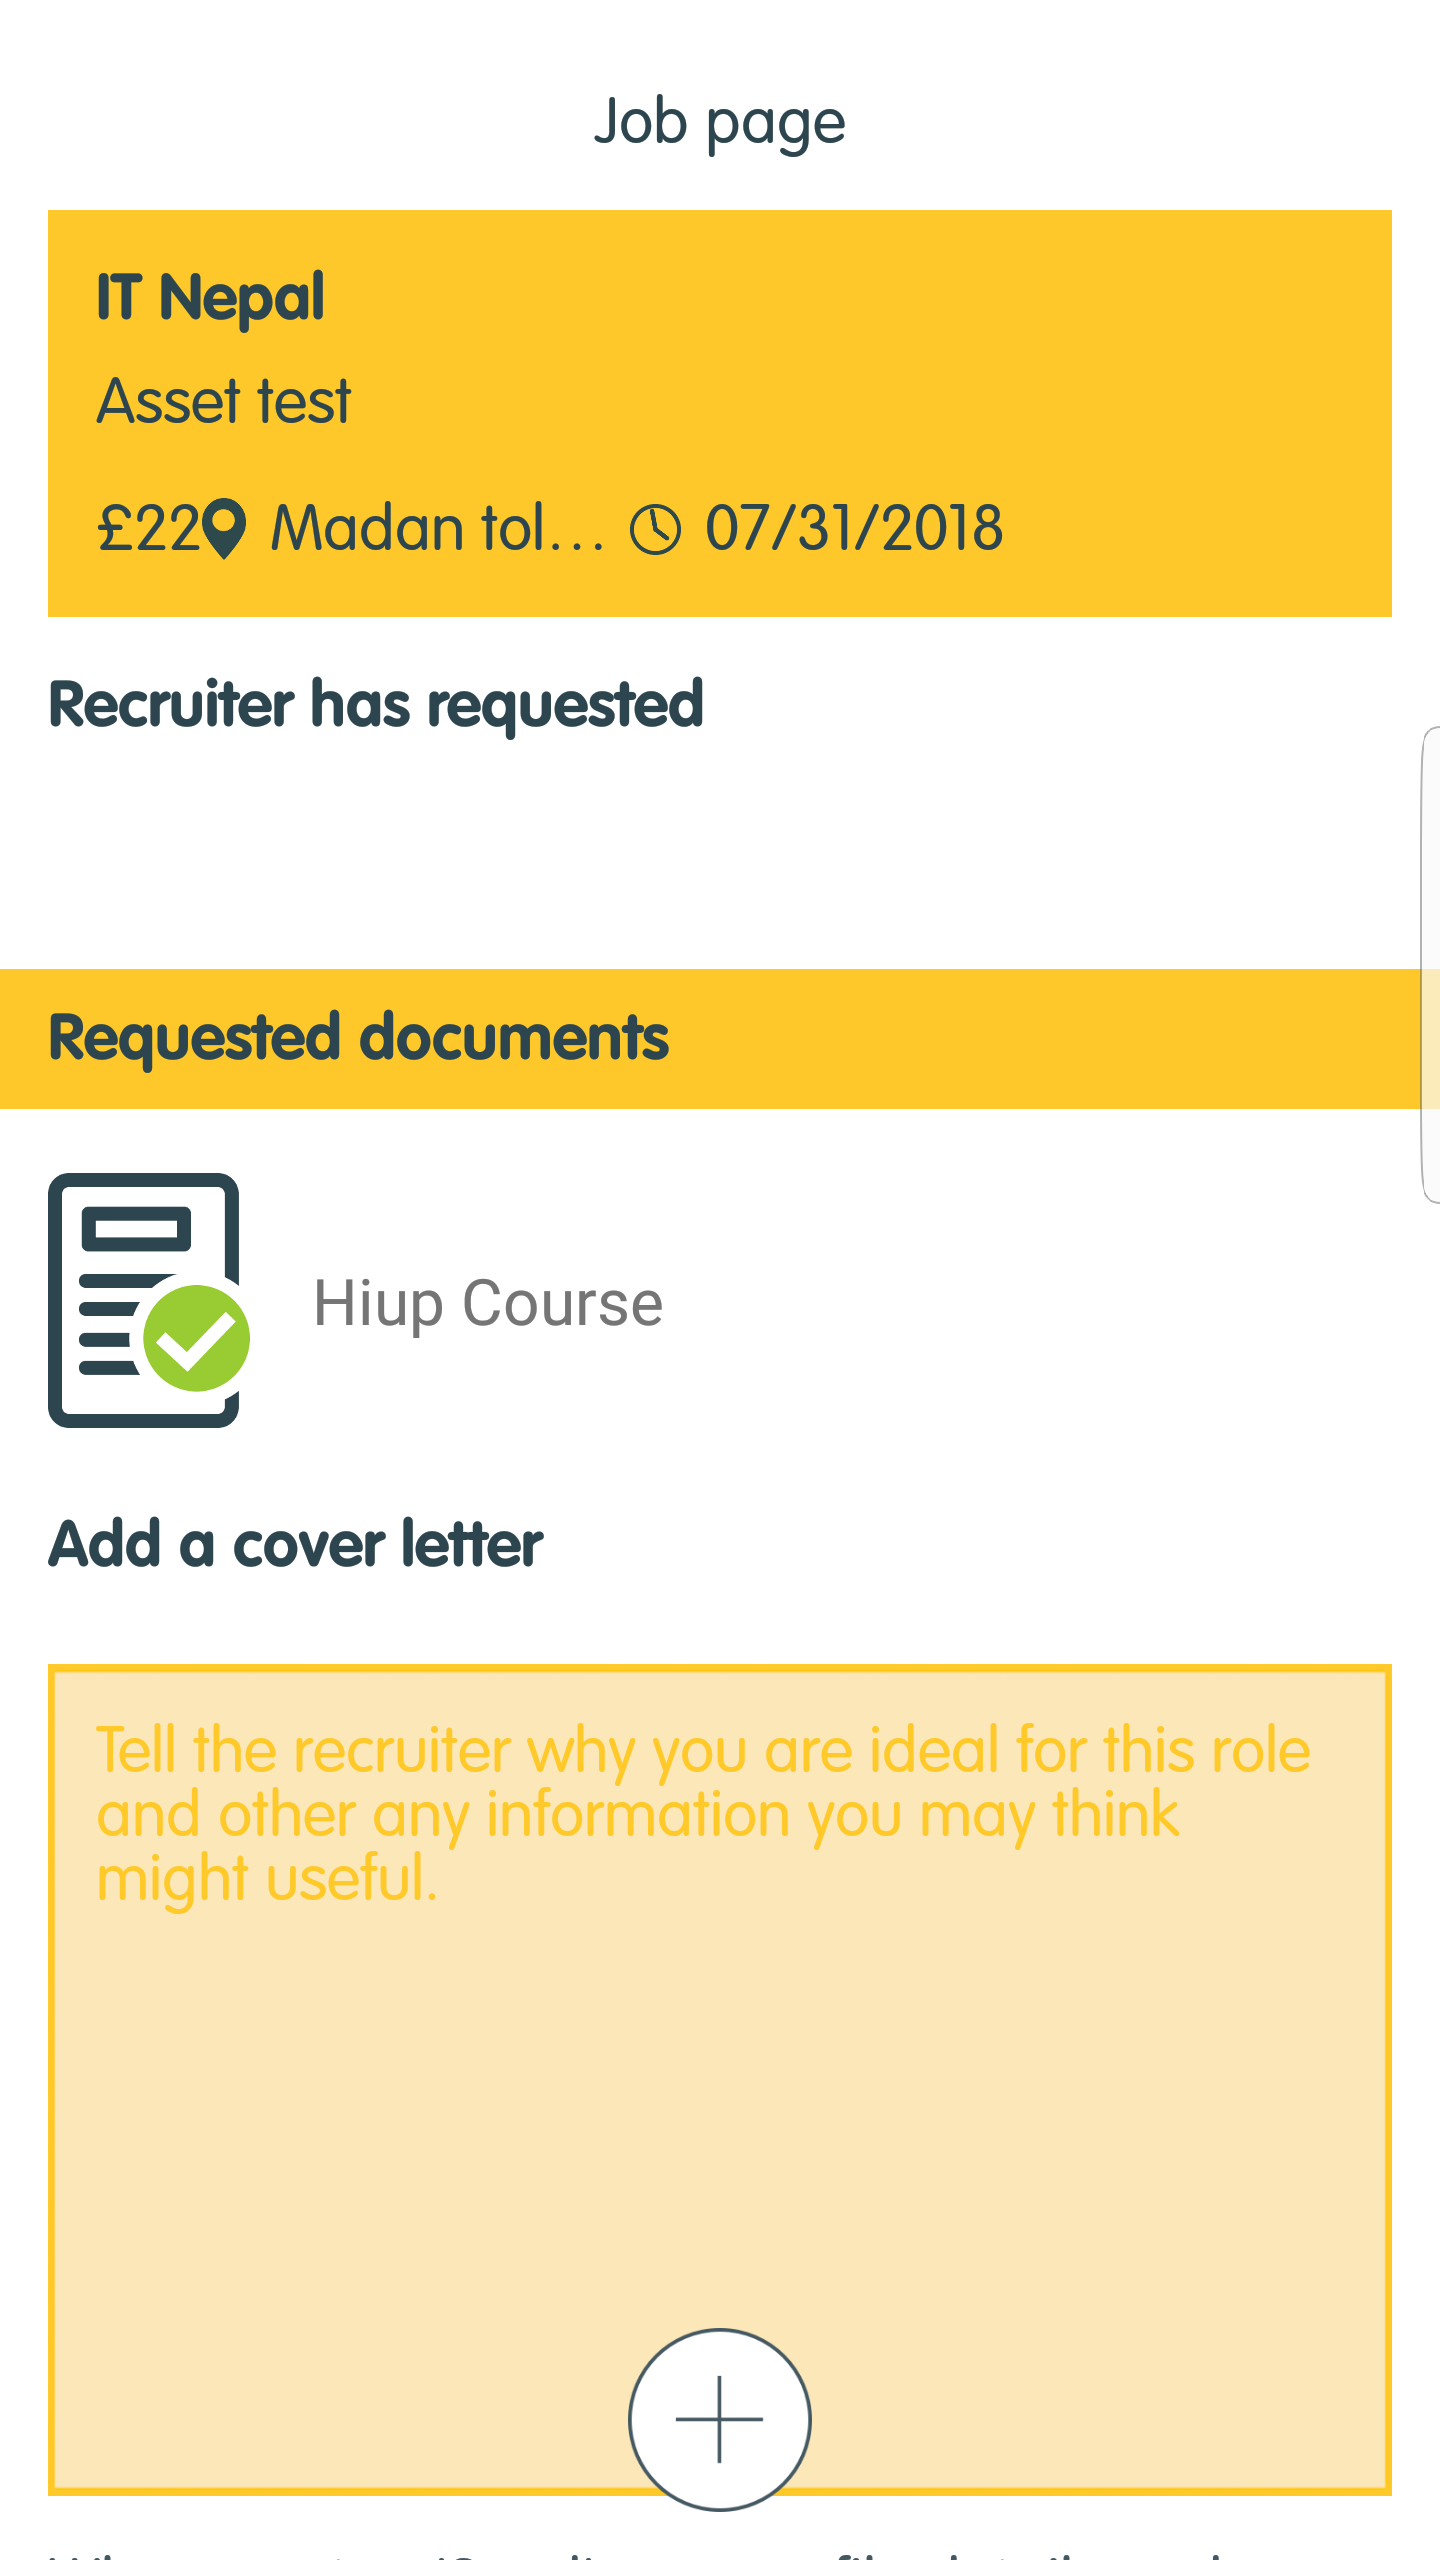 Job page
IT Nepal
Asset test
£22 Madan tol... 07/31/2018
Recruiter has requested
Requested documents
Hiup Course
Add a cover letter
Tell the recruiter why you are ideal for this role
and other any information you may think
might useful.